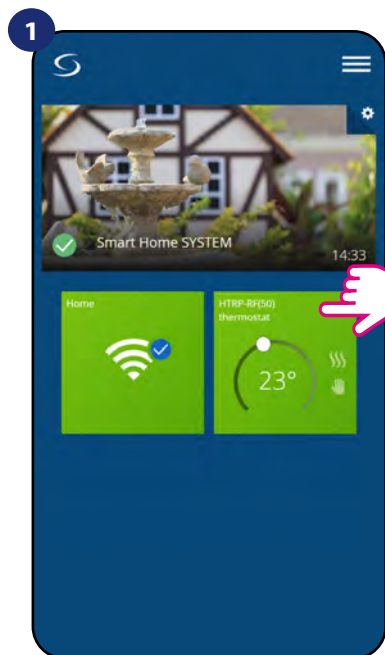 1
Smart Home SYSTEM
14:33
Home
HTRP-RF(50)
thermostat
23°